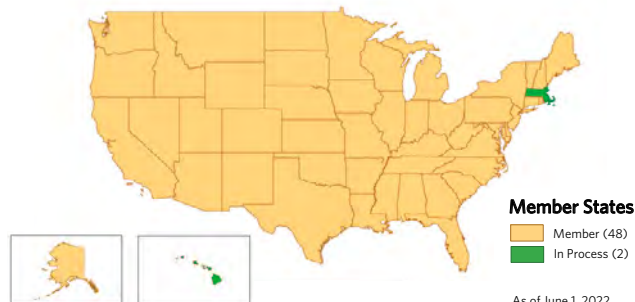 Member States
Member (48)
In Process (2)
As of June 1, 2022